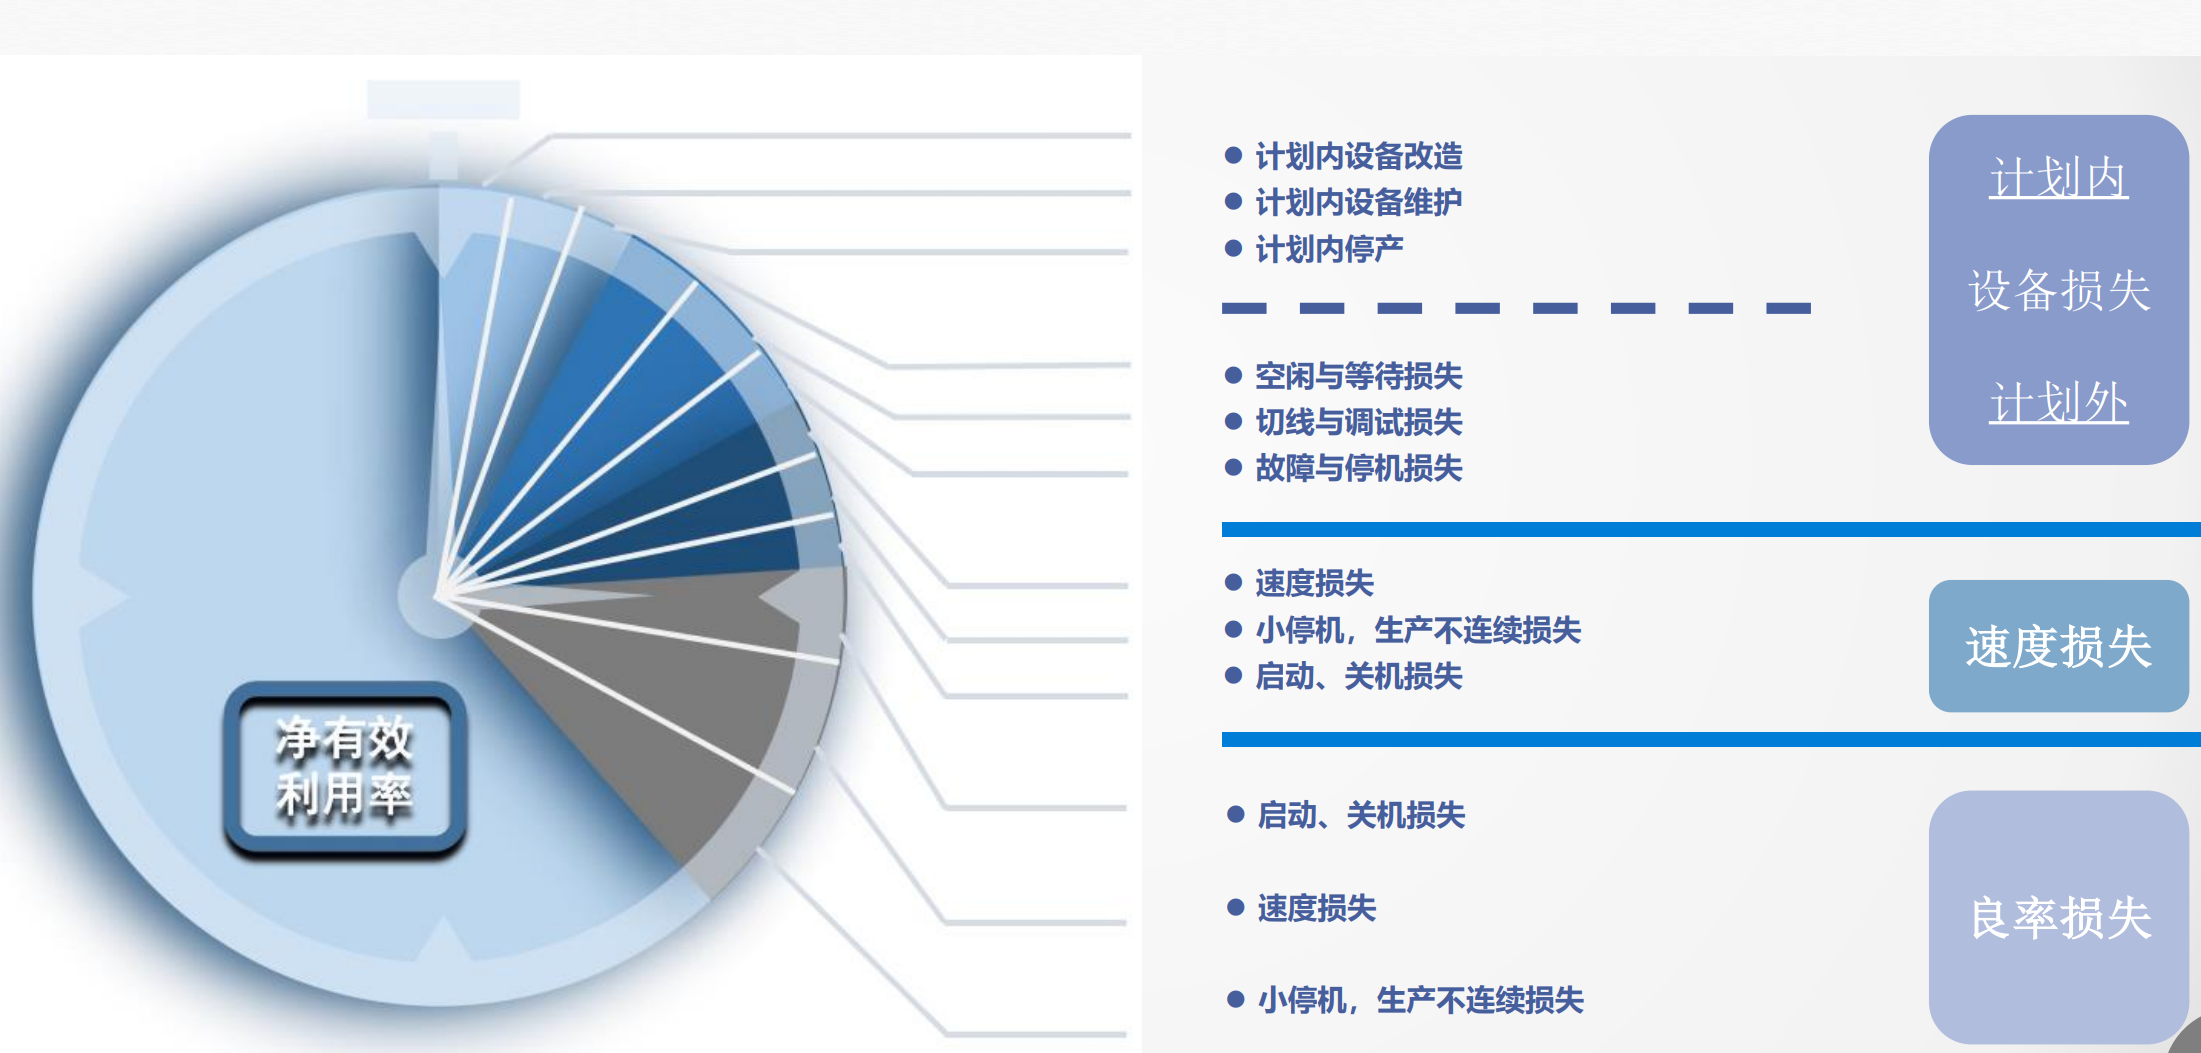 计划内设备改造
计划内设备维护
计划内停产
空闲与等待损失
切线与调试损失
故障与停机损失
计划内
设备损失
计划外
速度损失
小停机，生产不连续损失
启动、关机损失
速度损失
净有效
利用率
启动、关机损失
速度损失
小停机，生产不连续损失
良率损失